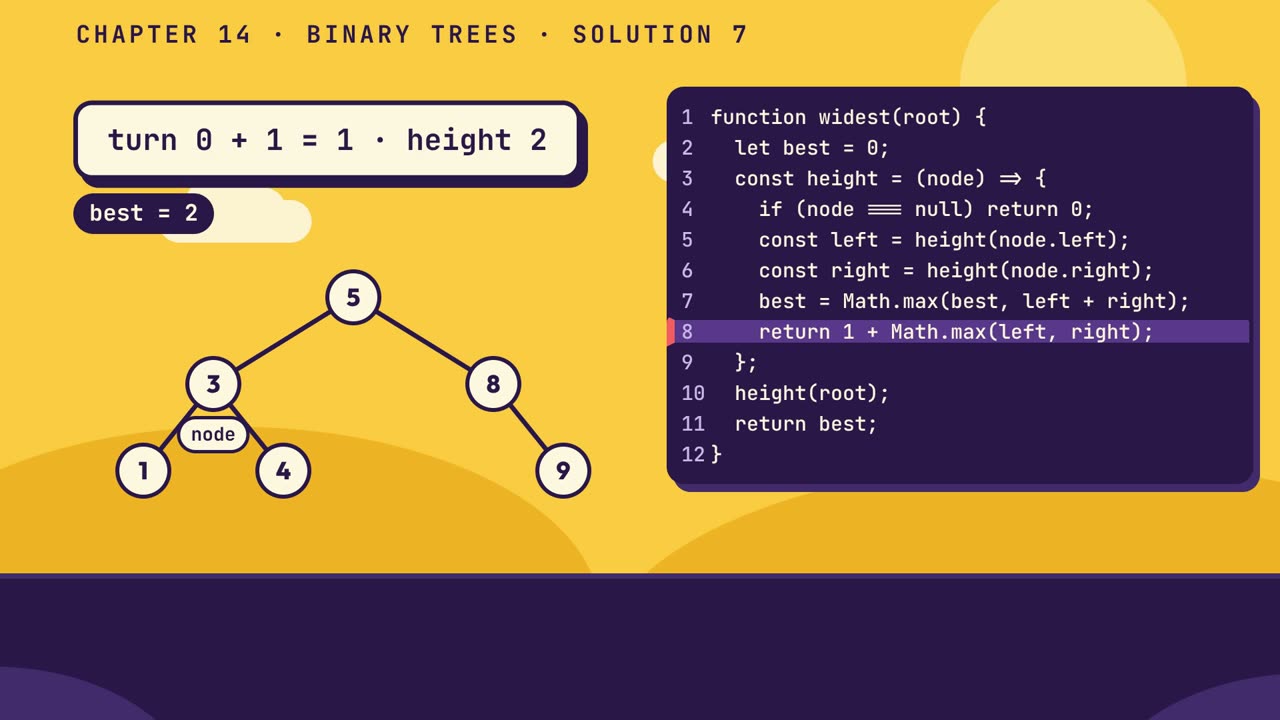 CHAPTER 14 · BINARY TREES · SOLUTION 7
turn 0 + 1 = 1 · height 2
best = 2
5
3
8
node
1
4
9
1 function widest(root) {
2   let best = 0;
3   const height = (node) => {
4     if (node === null) return 0;
5     const left = height(node.left);
6     const right = height(node.right);
7     best = Math.max(best, left + right);
8     return 1 + Math.max(left, right);
9   };
10   height(root);
11   return best;
12 }